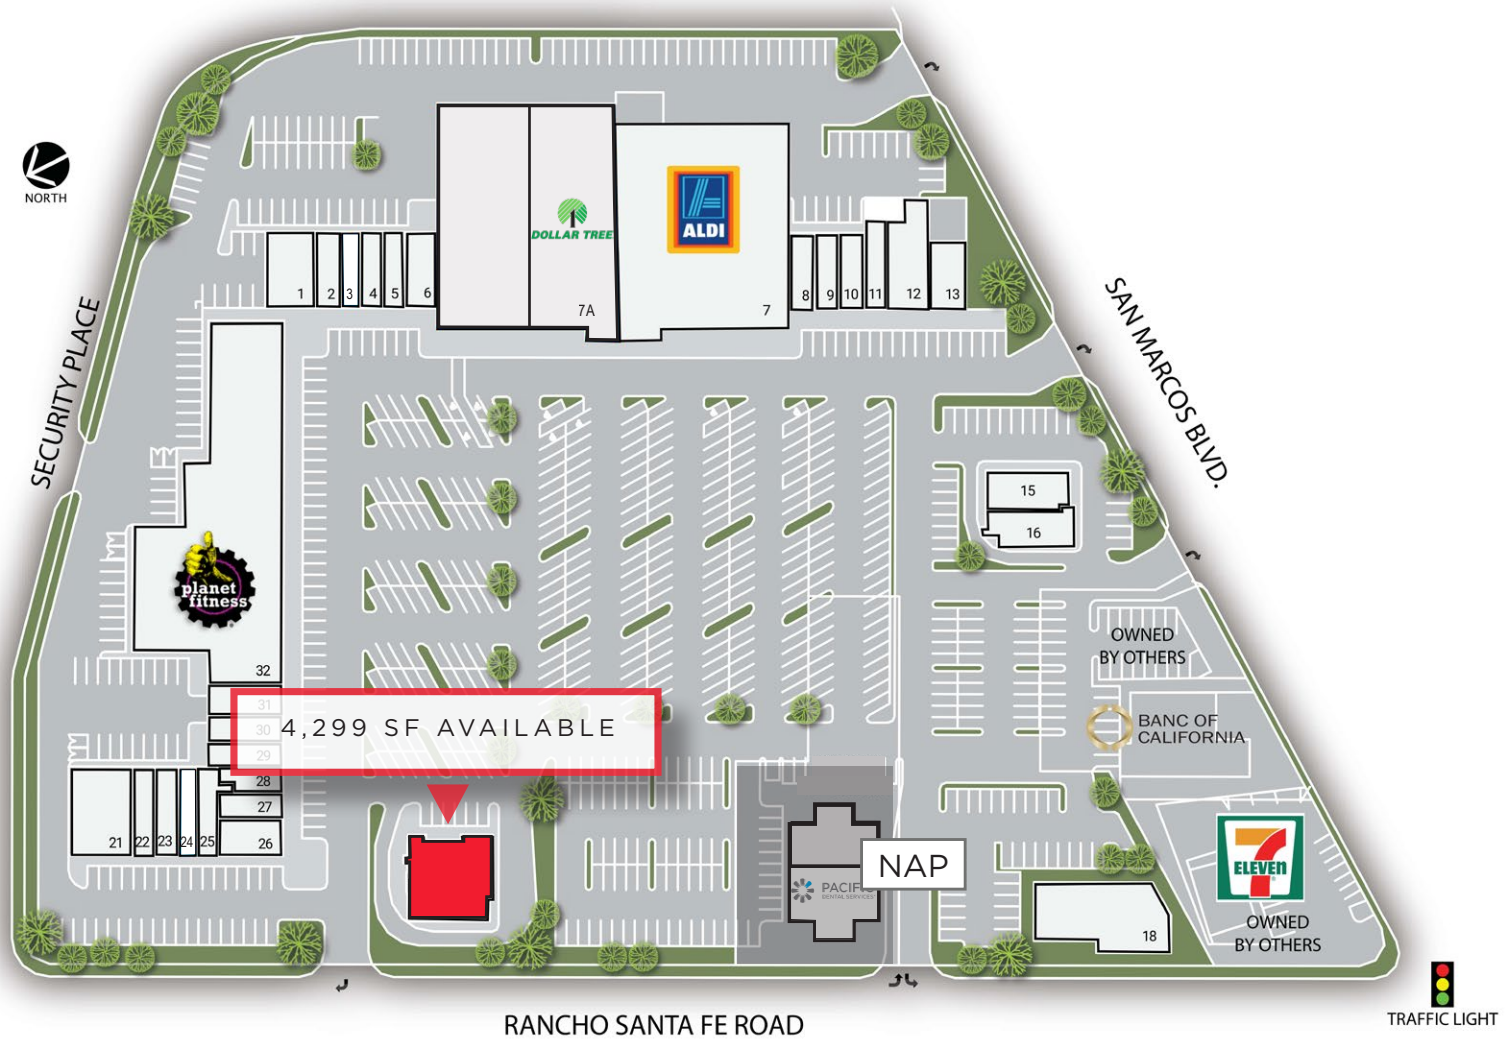 NORTH
SECURITY PLACE
SAN MARCOS BLVD.
RANCHO SANTA FE ROAD
TRAFFIC LIGHT
DOLLAR TREE
7A
ALDI
7
1
2
3
4
5
6
8
9
10
11
12
13
15
16
planet
fitness
32
31
30
29
28
27
26
21
22
23
24
25
4,299 SF AVAILABLE
OWNED
BY OTHERS
BANC OF
CALIFORNIA
NAP
PACIFIC
DENTAL SERVICES
18
7
ELEVEN
OWNED
BY OTHERS